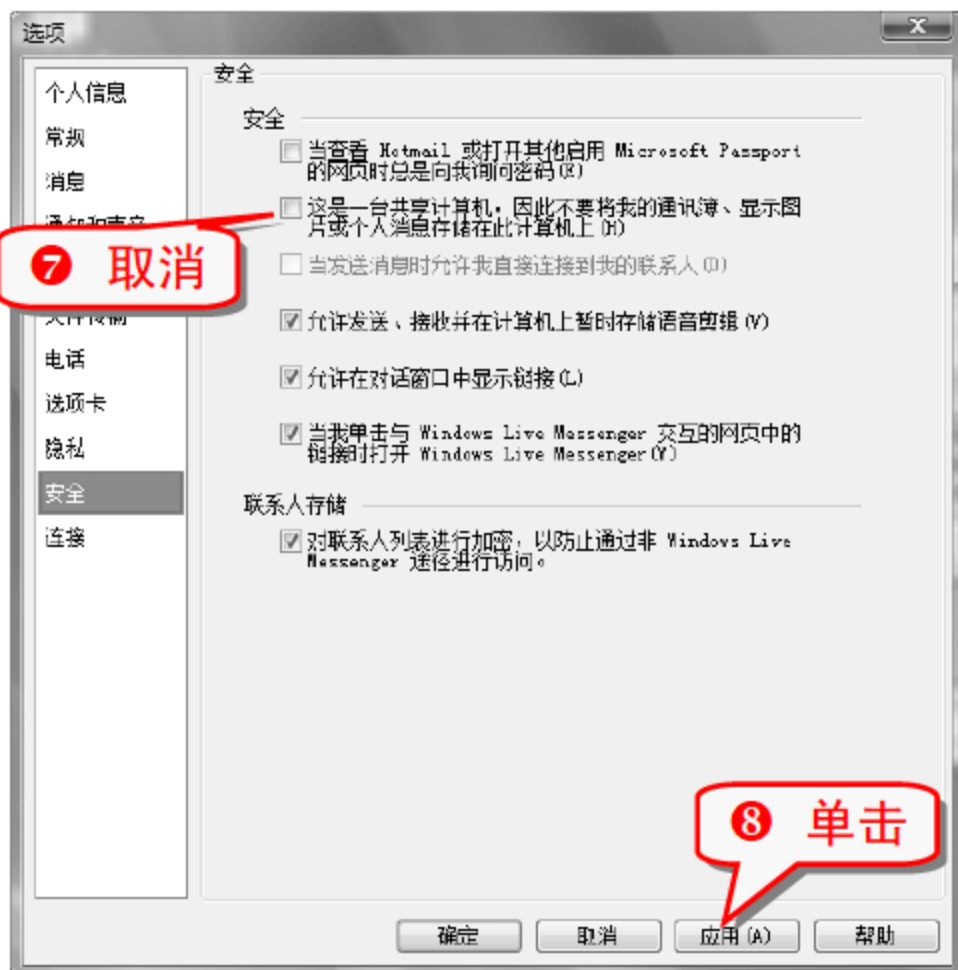 选项
个人信息
常规
消息
电话
选项卡
隐私
安全
连接
安全
安全
当查看 Hotmail 或打开其他启用 Microsoft Passport
的网页时总是向我询问密码(E)
这是一台共享计算机，因此不要将我的通讯簿、显示图
片或个人消息存储在此计算机上(H)
当发送消息时允许我直接连接到我的联系人(D)
允许发送、接收并在计算机上暂时存储语音剪辑(V)
允许在对话窗口中显示链接(L)
当我单击与 Windows Live Messenger 交互的网页中的
链接时打开 Windows Live Messenger(Y)
联系人存储
对联系人列表进行加密，以防止通过非 Windows Live
Messenger 途径进行访问。
❼ 取消
❽ 单击
确定
取消
应用(A)
帮助